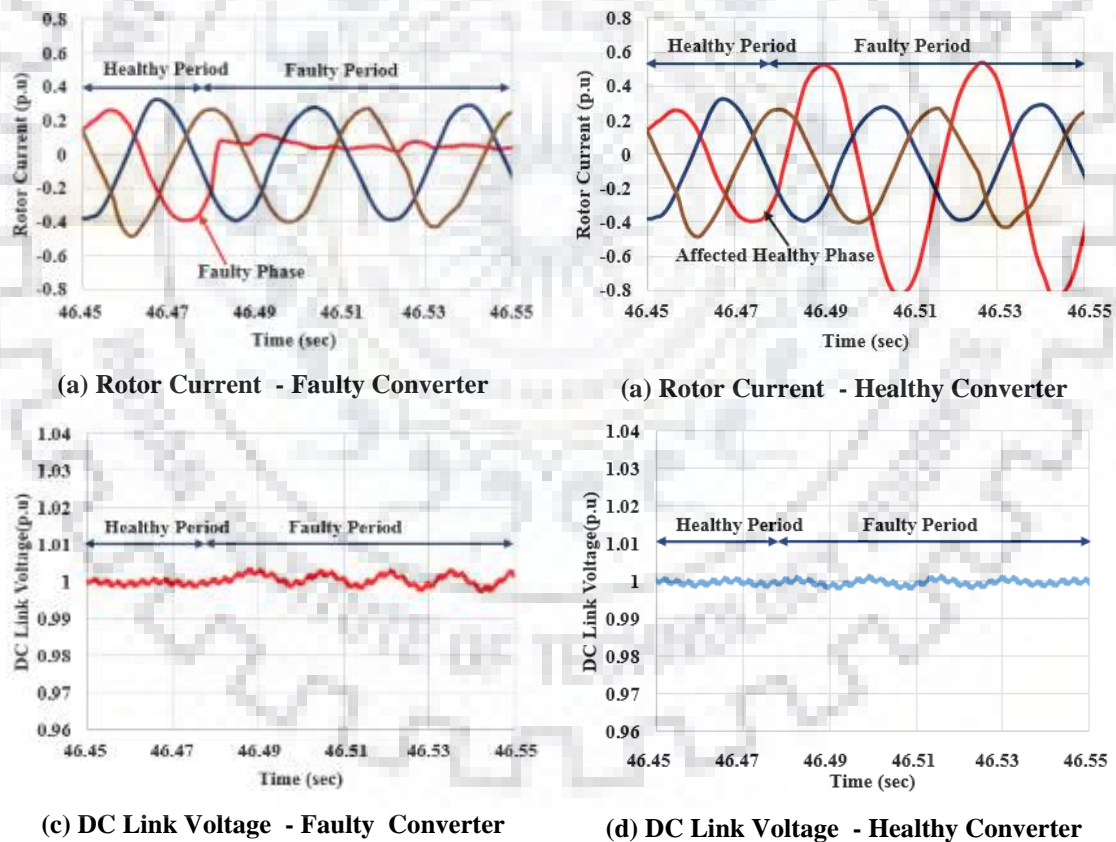 0.8
0.6
0.4
0.2
0
-0.2
-0.4
-0.6
-0.8
Rotor Current (p.u)
Healthy Period
Faulty Period
Faulty Phase
46.45
46.47
46.49
46.51
46.53
46.55
Time (sec)
(a) Rotor Current - Faulty Converter
0.8
0.6
0.4
0.2
0
-0.2
-0.4
-0.6
-0.8
Rotor Current (p.u)
Healthy Period
Faulty Period
Affected Healthy Phase
46.45
46.47
46.49
46.51
46.53
46.55
Time (sec)
(a) Rotor Current - Healthy Converter
1.04
1.03
1.02
1.01
1
0.99
0.98
0.97
0.96
DC Link Voltage(p.u)
Healthy Period
Faulty Period
46.45
46.47
46.49
46.51
46.53
46.55
Time (sec)
(c) DC Link Voltage - Faulty Converter
1.04
1.03
1.02
1.01
1
0.99
0.98
0.97
0.96
DC Link Voltage(p.u)
Healthy Period
Faulty Period
46.45
46.47
46.49
46.51
46.53
46.55
Time (sec)
(d) DC Link Voltage - Healthy Converter